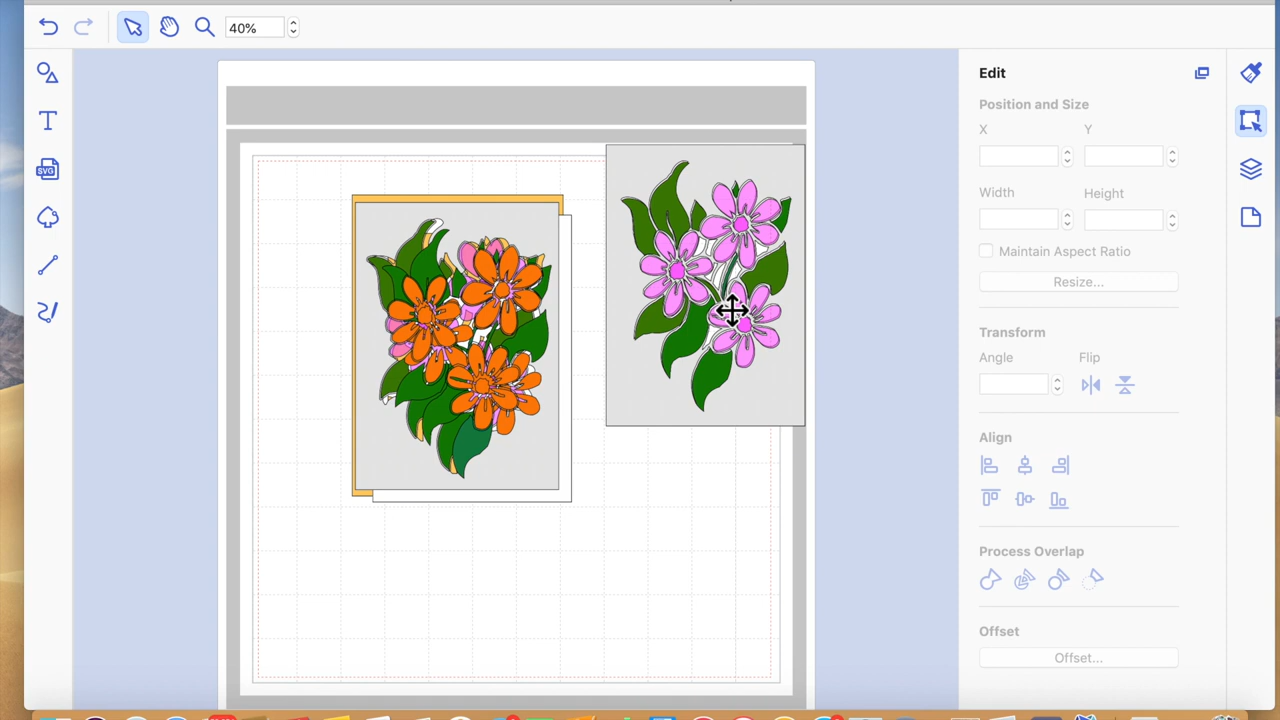 40%
SVG
T
Edit
Position and Size
X Y
Width Height
Maintain Aspect Ratio
Resize...
Transform
Angle Flip
Align
Process Overlap
Offset
Offset...